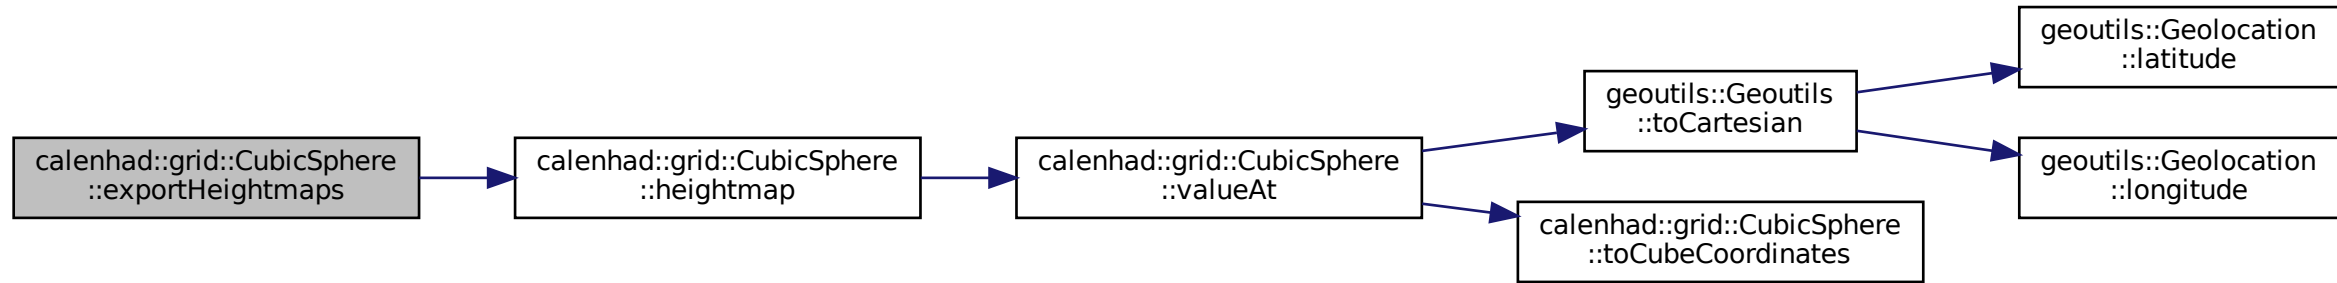 calenhad::grid::CubicSphere
::exportHeightmaps
calenhad::grid::CubicSphere
::heightmap
calenhad::grid::CubicSphere
::valueAt
geoutils::Geoutils
::toCartesian
geoutils::Geolocation
::latitude
geoutils::Geolocation
::longitude
calenhad::grid::CubicSphere
::toCubeCoordinates